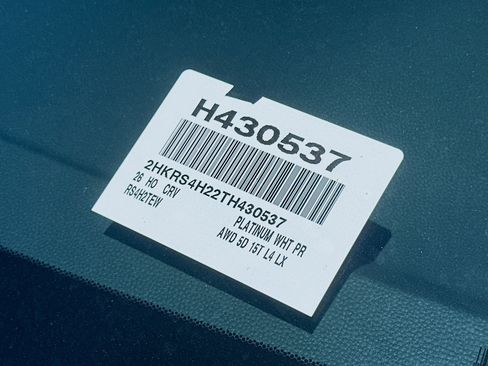 H430537
2HKRS4H22TH430537
26 HO CRV PLATINUM WHT PR
RS4H2TEW AWD 5D 15T L4 LX